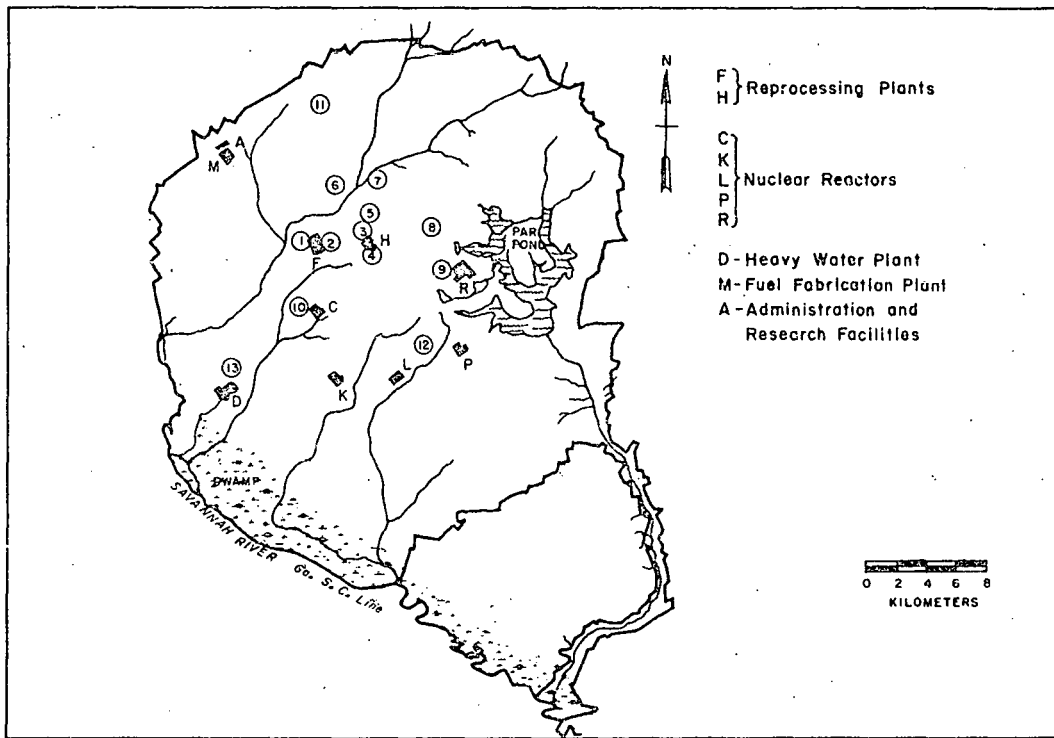 N
F
H
Reprocessing Plants
C
K
L
P
R
Nuclear Reactors
D-Heavy Water Plant
M-Fuel Fabrication Plant
A-Administration and
Research Facilities
11
A
M
6
7
5
3
8
1
2
H
4
F
PAR
POND
9
R
10
C
12
13
L
P
K
D
SWAMP
SAVANNAH RIVER
Ga. S. C. Line
0 2 4 6 8
KILOMETERS